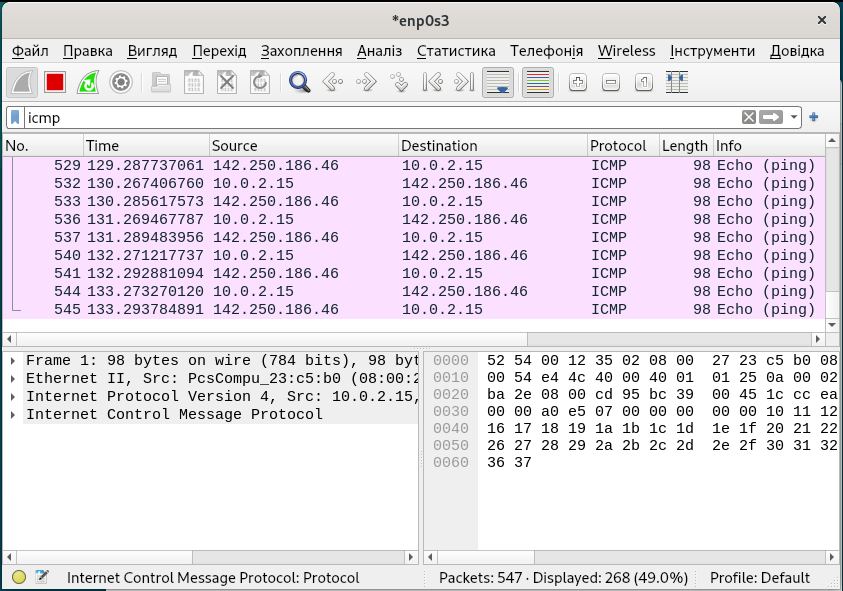 *enp0s3
Файл Правка Вигляд Перехід Захоплення Аналіз Статистика Телефонія Wireless Інструменти Довідка
icmp
No. Time Source Destination Protocol Length Info
529 129.287737061 142.250.186.46 10.0.2.15 ICMP 98 Echo (ping)
532 130.267406760 10.0.2.15 142.250.186.46 ICMP 98 Echo (ping)
533 130.285617573 142.250.186.46 10.0.2.15 ICMP 98 Echo (ping)
536 131.269467787 10.0.2.15 142.250.186.46 ICMP 98 Echo (ping)
537 131.289483956 142.250.186.46 10.0.2.15 ICMP 98 Echo (ping)
540 132.271217737 10.0.2.15 142.250.186.46 ICMP 98 Echo (ping)
541 132.292881094 142.250.186.46 10.0.2.15 ICMP 98 Echo (ping)
544 133.273270120 10.0.2.15 142.250.186.46 ICMP 98 Echo (ping)
545 133.293784891 142.250.186.46 10.0.2.15 ICMP 98 Echo (ping)
Frame 1: 98 bytes on wire (784 bits), 98 byt
Ethernet II, Src: PcsCompu_23:c5:b0 (08:00:2
Internet Protocol Version 4, Src: 10.0.2.15,
Internet Control Message Protocol
0000 52 54 00 12 35 02 08 00 27 23 c5 b0 08
0010 00 54 e4 4c 40 00 40 01 01 25 0a 00 02
0020 ba 2e 08 00 cd 95 bc 39 00 45 1c cc ea
0030 00 00 a0 e5 07 00 00 00 00 00 10 11 12
0040 16 17 18 19 1a 1b 1c 1d 1e 1f 20 21 22
0050 26 27 28 29 2a 2b 2c 2d 2e 2f 30 31 32
0060 36 37
Internet Control Message Protocol: Protocol
Packets: 547 · Displayed: 268 (49.0%)
Profile: Default